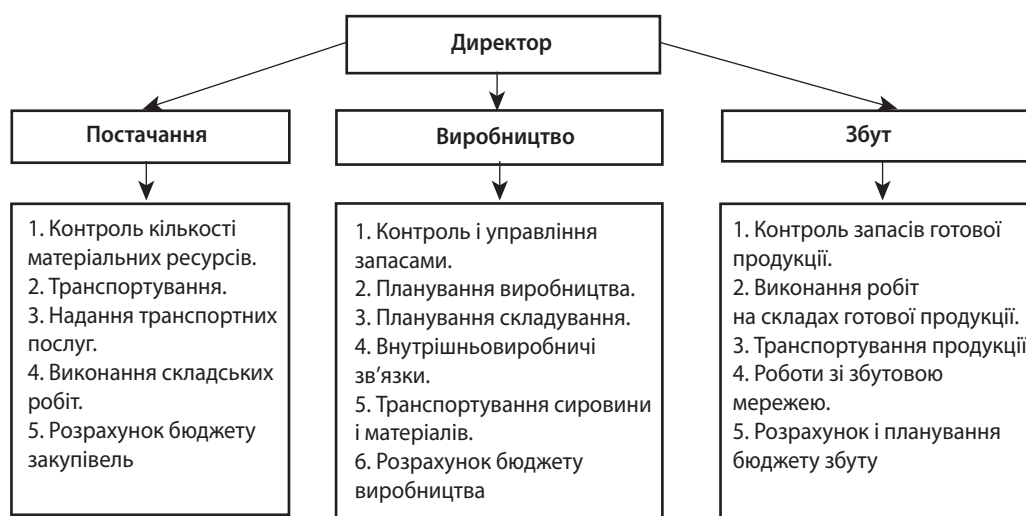 Директор
Постачання
Виробництво
Збут
1. Контроль кількості
матеріальних ресурсів.
2. Транспортування.
3. Надання транспортних
послуг.
4. Виконання складських
робіт.
5. Розрахунок бюджету
закупівель
1. Контроль і управління
запасами.
2. Планування виробництва.
3. Планування складування.
4. Внутрішньовиробничі
зв’язки.
5. Транспортування сировини
і матеріалів.
6. Розрахунок бюджету
виробництва
1. Контроль запасів готової
продукції.
2. Виконання робіт
на складах готової продукції.
3. Транспортування продукції
4. Роботи зі збутовою
мережею.
5. Розрахунок і планування
бюджету збуту